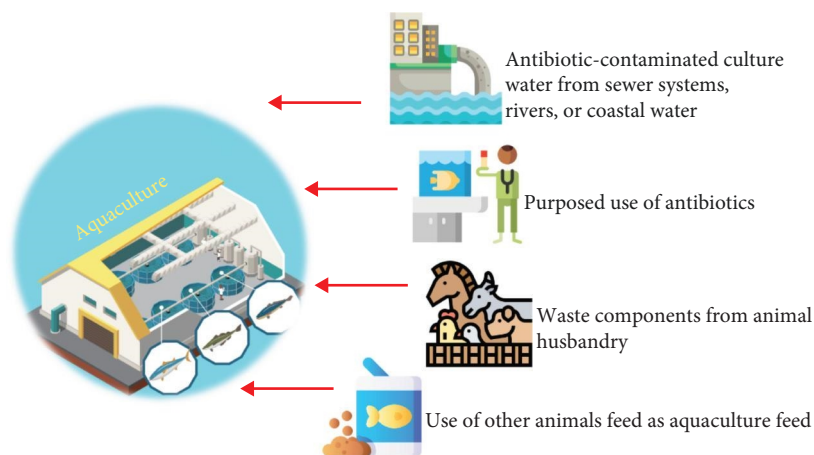 Antibiotic-contaminated culture
water from sewer systems,
rivers, or coastal water
Aquaculture
Purposed use of antibiotics
Waste components from animal
husbandry
Use of other animals feed as aquaculture feed